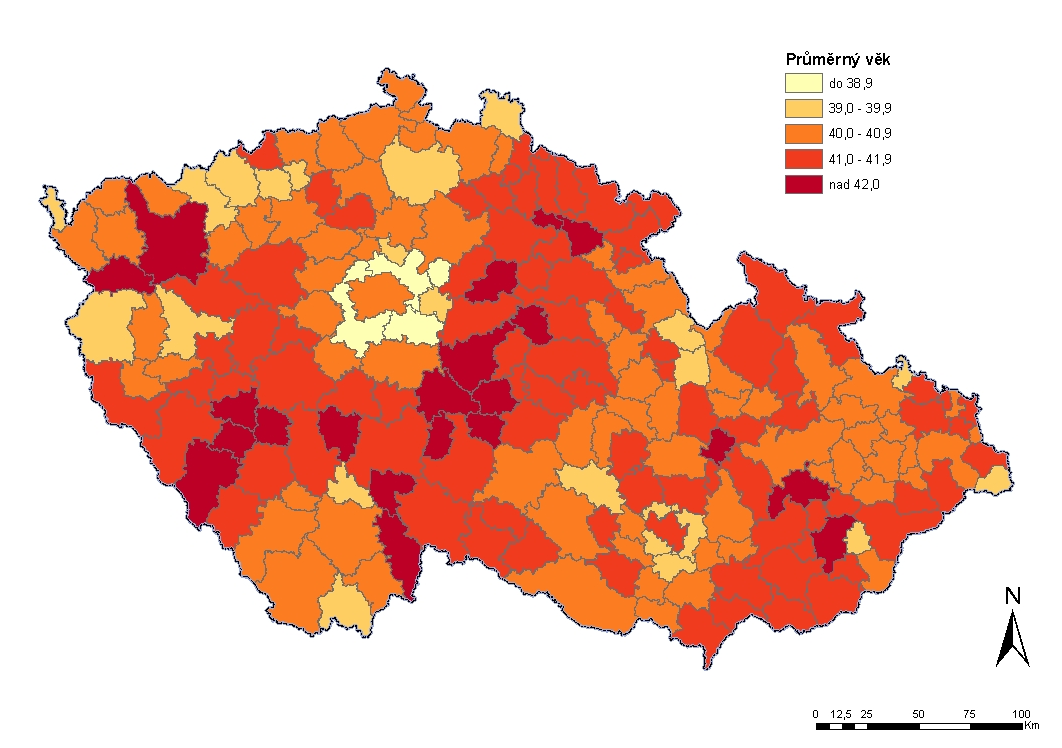 Průměrný věk
do 38,9
39,0 - 39,9
40,0 - 40,9
41,0 - 41,9
nad 42,0
N
0 12,5 25 50 75 100
Km